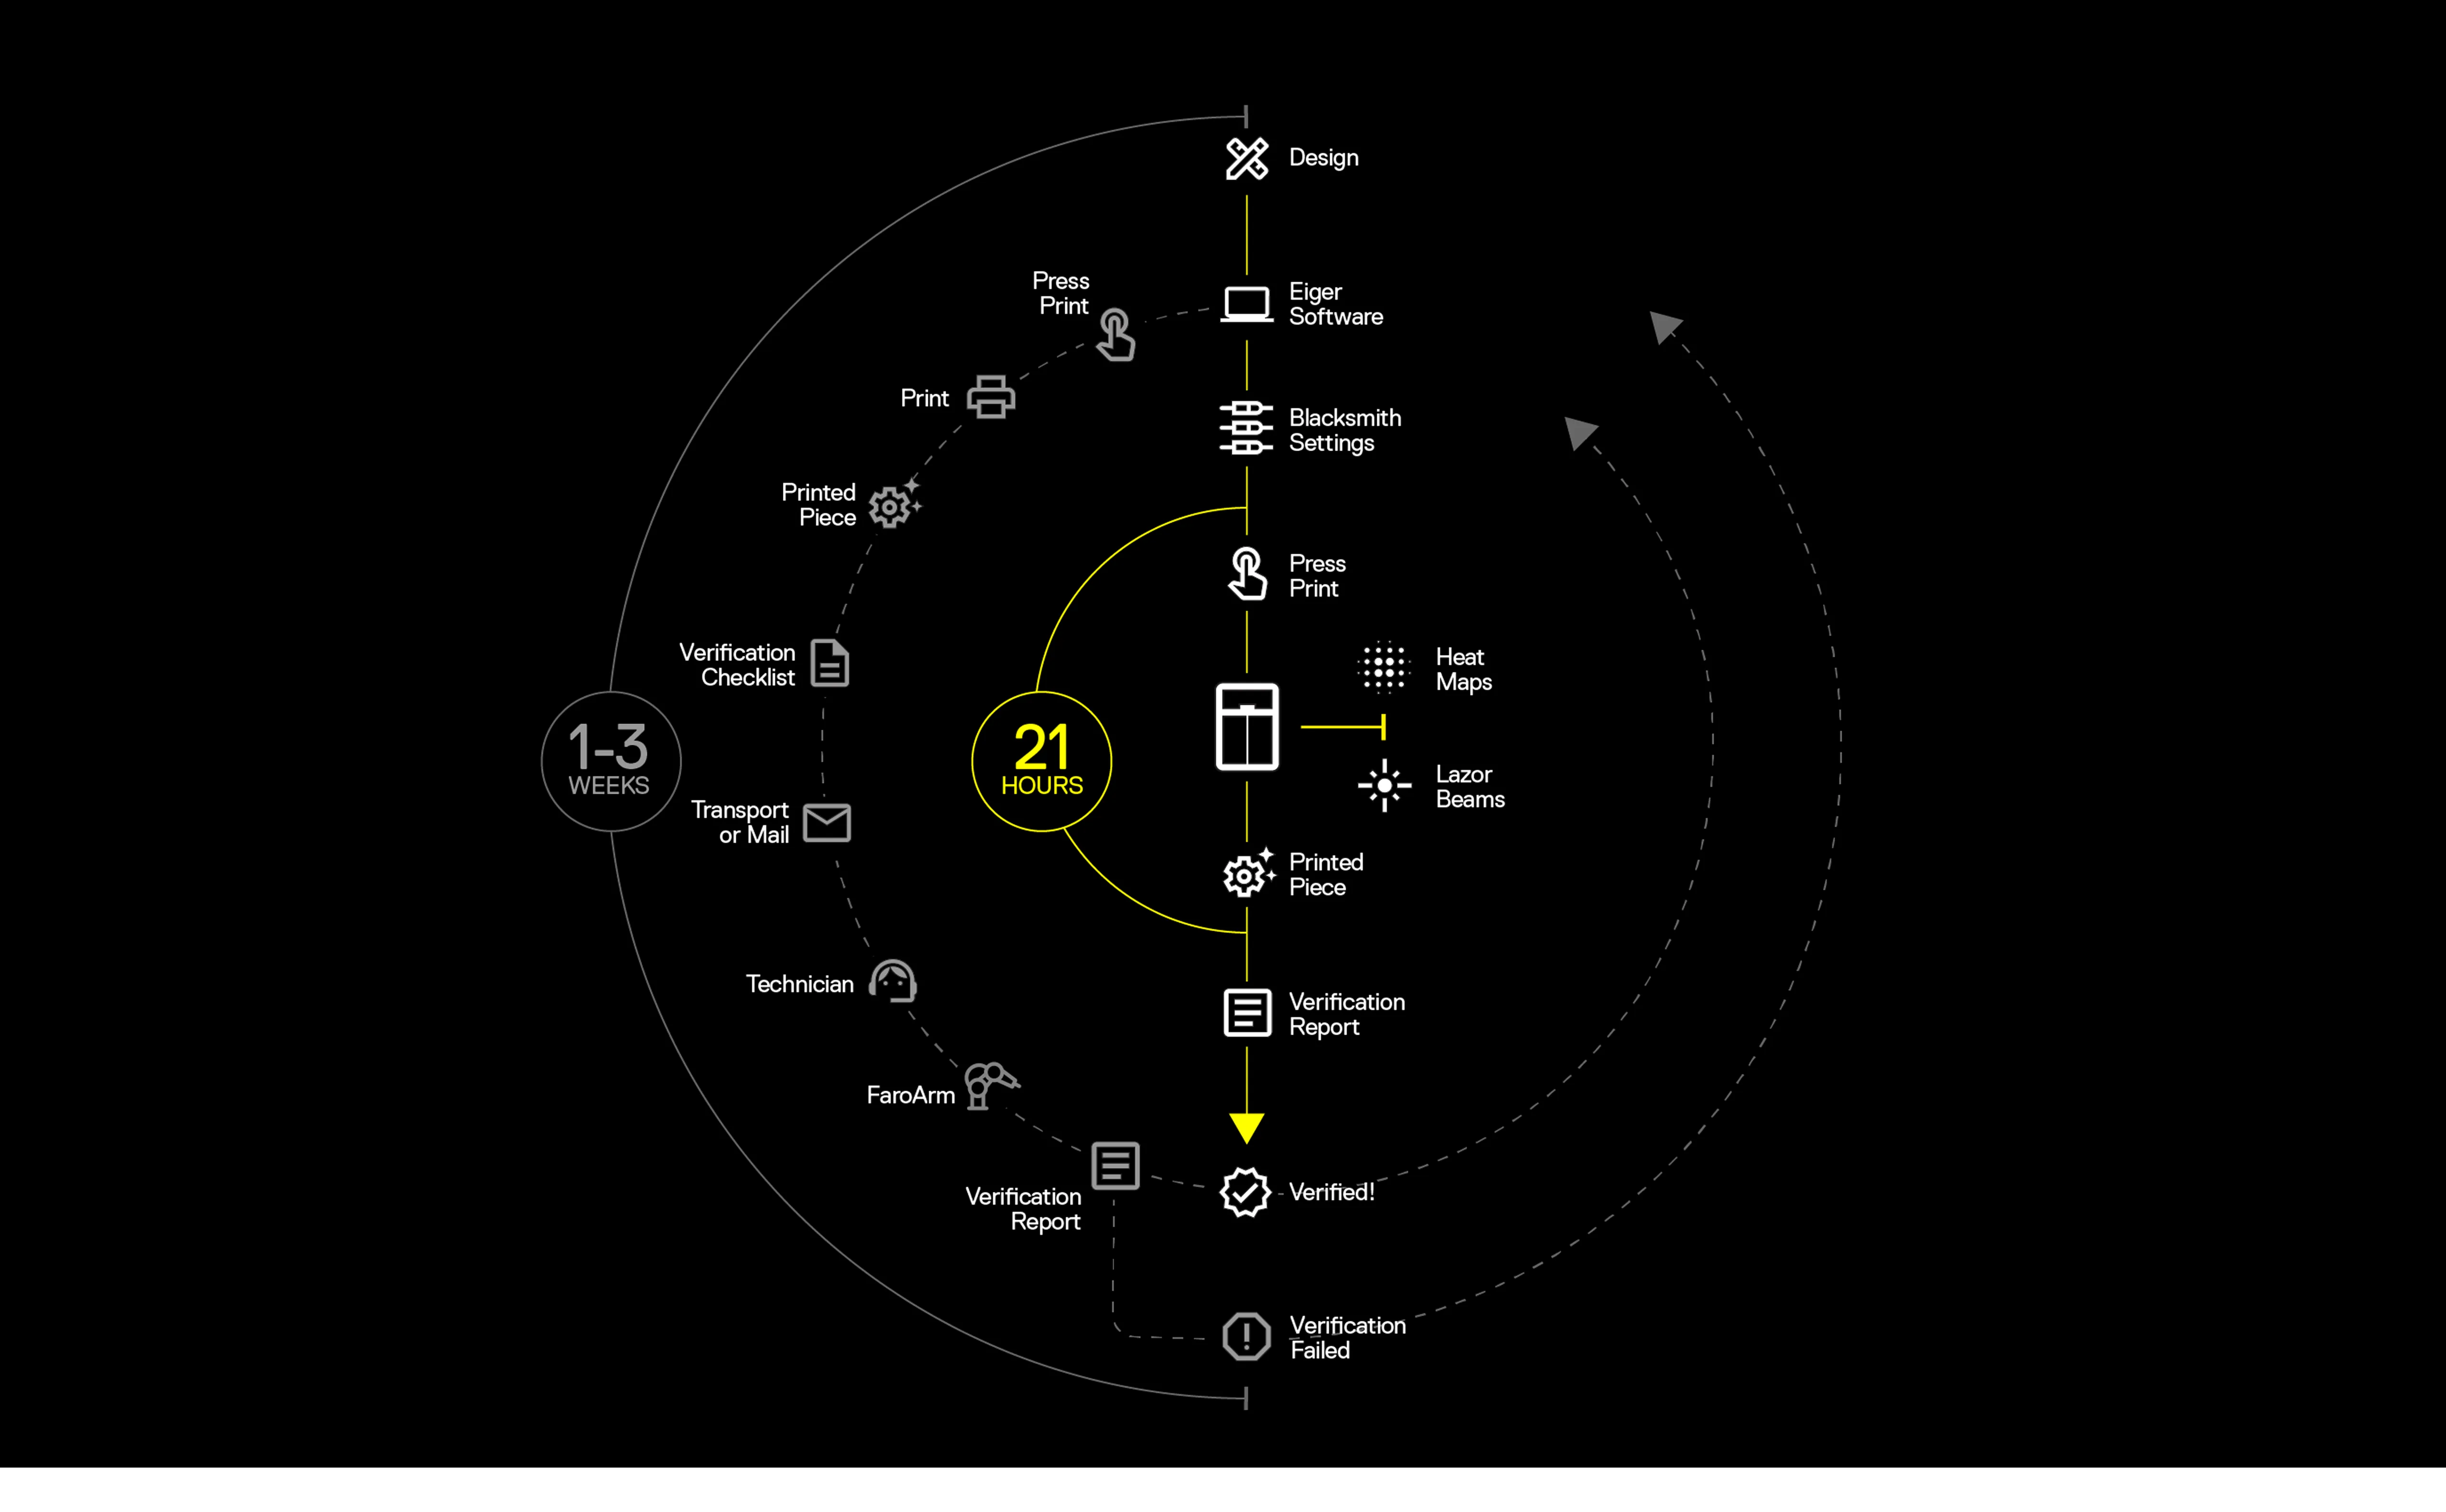 Design
Press
Print
Eiger
Software
Print
Blacksmith
Settings
Printed
Piece
Press
Print
Verification
Checklist
Heat
Maps
1-3
WEEKS
21
HOURS
Lazor
Beams
Transport
or Mail
Printed
Piece
Technician
Verification
Report
FaroArm
Verification
Report
Verified!
Verification
Failed